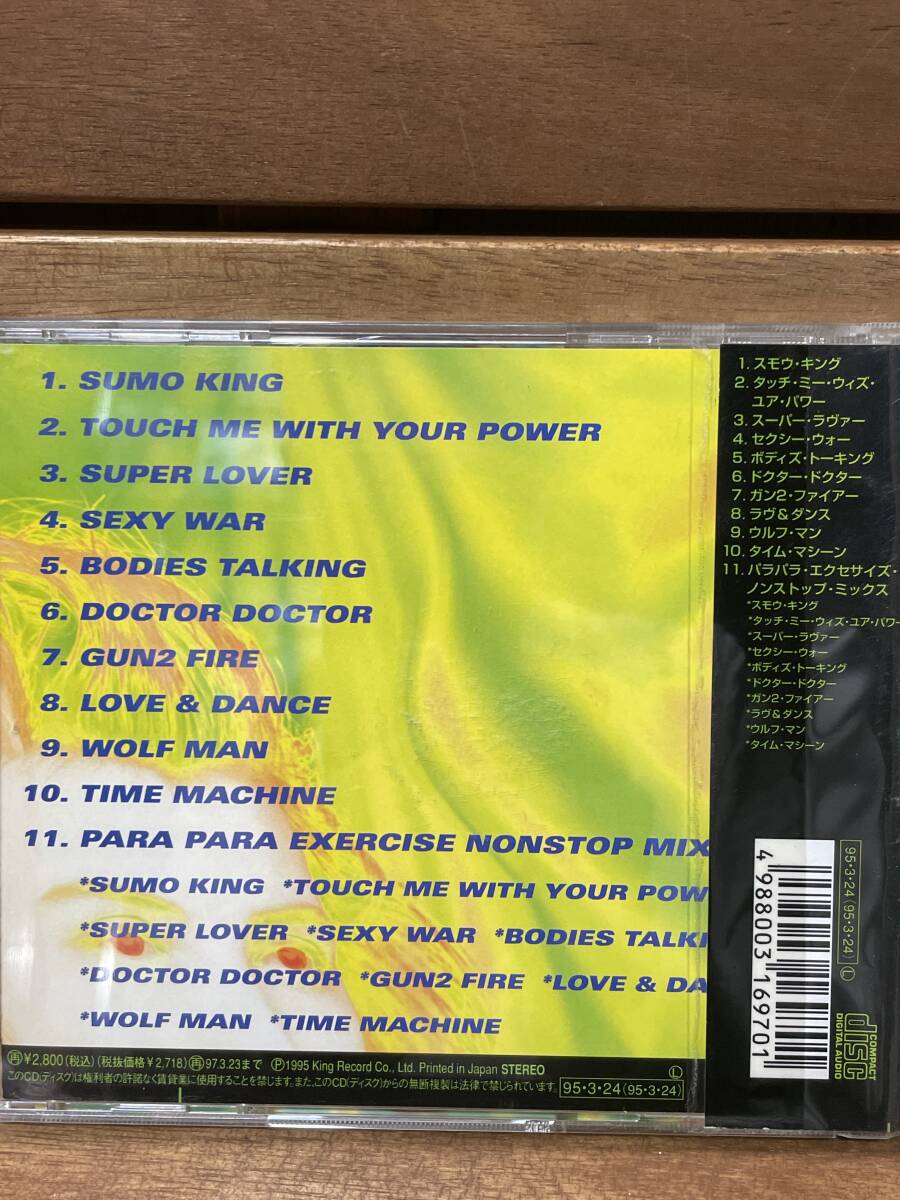 1. SUMO KING
2. TOUCH ME WITH YOUR POWER
3. SUPER LOVER
4. SEXY WAR
5. BODIES TALKING
6. DOCTOR DOCTOR
7. GUN2 FIRE
8. LOVE & DANCE
9. WOLF MAN
10. TIME MACHINE
11. PARA PARA EXERCISE NONSTOP MIX
*SUMO KING *TOUCH ME WITH YOUR POW
*SUPER LOVER *SEXY WAR *BODIES TALKI
*DOCTOR DOCTOR *GUN2 FIRE *LOVE & DA
*WOLF MAN *TIME MACHINE
再¥2,800(税込)(税抜価格¥2,718)再97.3.23まで Ⓟ1995 King Record Co., Ltd. Printed in Japan STEREO Ⓛ
このCD(ディスク)は権利者の許諾なく賃貸業に使用することを禁じます。また、このCD(ディスク)からの無断複製は法律で禁じられています。 95・3・24(95・3・24)
1. スモウ・キング
2. タッチ・ミー・ウィズ・
ユア・パワー
3. スーパー・ラヴァー
4. セクシー・ウォー
5. ボディズ・トーキング
6. ドクター・ドクター
7. ガン2・ファイアー
8. ラヴ&ダンス
9. ウルフ・マン
10. タイム・マシーン
11. パラパラ・エクセサイズ・
ノンストップ・ミックス
*スモウ・キング
*タッチ・ミー・ウィズ・ユア・パワー
*スーパー・ラヴァー
*セクシー・ウォー
*ボディズ・トーキング
*ドクター・ドクター
*ガン2・ファイアー
*ラヴ&ダンス
*ウルフ・マン
*タイム・マシーン
95・3・24(95・3・24) Ⓛ
4988003169701
COMPACT
disc
DIGITAL AUDIO